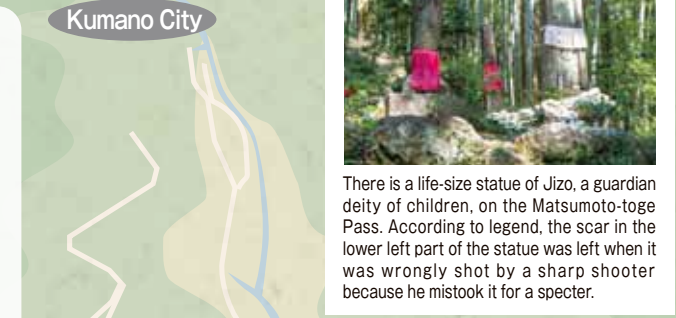 Kumano City
There is a life-size statue of Jizo, a guardian
deity of children, on the Matsumoto-toge
Pass. According to legend, the scar in the
lower left part of the statue was left when it
was wrongly shot by a sharp shooter
because he mistook it for a specter.